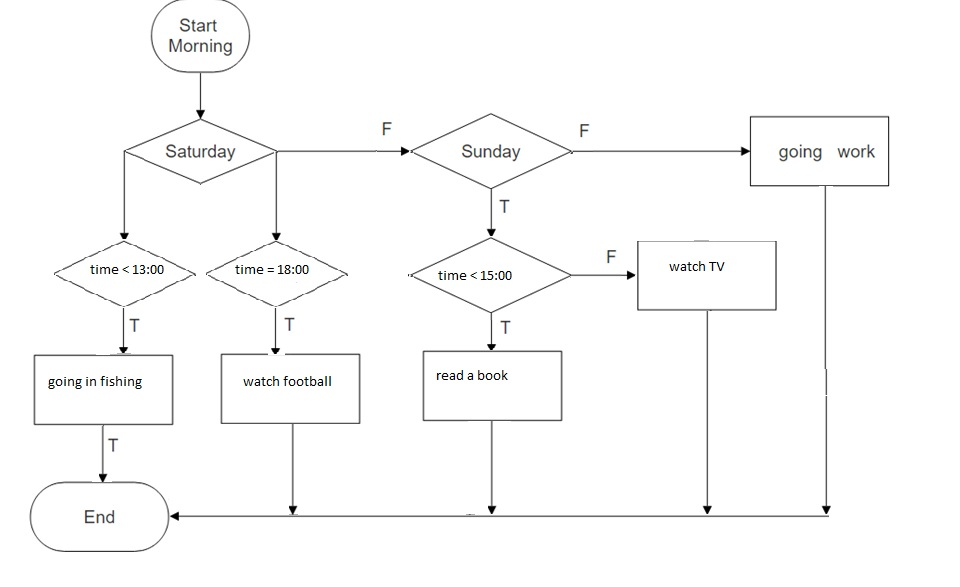 Start
Morning
Saturday
F
Sunday
F
going work
T
time < 13:00
time = 18:00
time < 15:00
F
watch TV
T
T
T
going in fishing
watch football
read a book
T
End